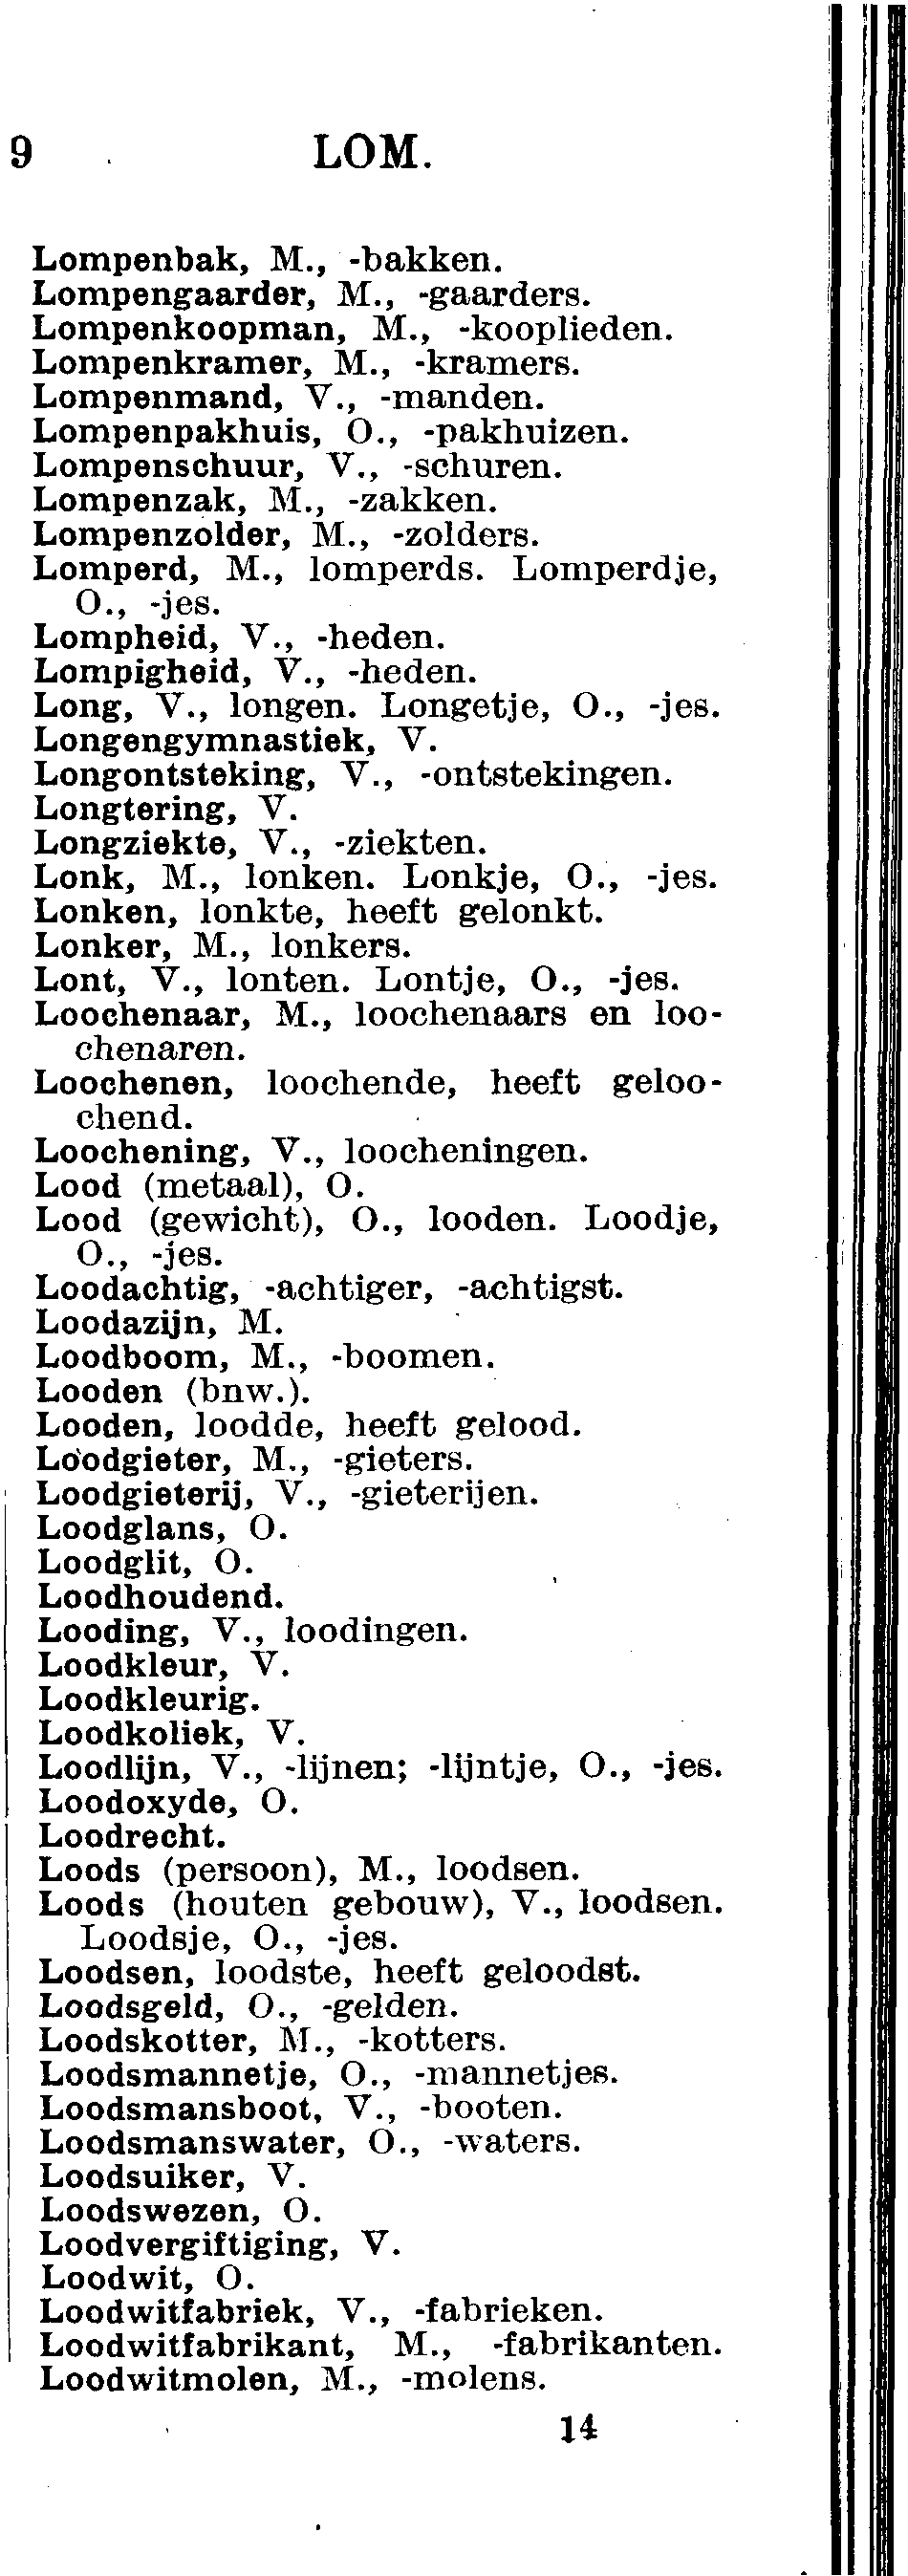 9 LOM.
Lompenbak, M., -bakken.
Lompengaarder, M., -gaarders.
Lompenkoopman, M., -kooplieden.
Lompenkramer, M., -kramers.
Lompenmand, V., -manden.
Lompenpakhuis, O., -pakhuizen.
Lompenschuur, V., -schuren.
Lompenzak, M., -zakken.
Lompenzolder, M., -zolders.
Lomperd, M., lomperds. Lomperdje,
O., -jes.
Lompheid, V., -heden.
Lompigheid, V., -heden.
Long, V., longen. Longetje, O., -jes.
Longengymnastiek, V.
Longontsteking, V., -ontstekingen.
Longtering, V.
Longziekte, V., -ziekten.
Lonk, M., lonken. Lonkje, O., -jes.
Lonken, lonkte, heeft gelonkt.
Lonker, M., lonkers.
Lont, V., lonten. Lontje, O., -jes.
Loochenaar, M., loochenaars en loo-
chenaren.
Loochenen, loochende, heeft geloo-
chend.
Loochening, V., loocheningen.
Lood (metaal), O.
Lood (gewicht), O., looden. Loodje,
O., -jes.
Loodachtig, -achtiger, -achtigst.
Loodazijn, M.
Loodboom, M., -boomen.
Looden (bnw.).
Looden, loodde, heeft gelood.
Loodgieter, M., -gieters.
Loodgieterij, V., -gieterijen.
Loodglans, O.
Loodglit, O.
Loodhoudend.
Looding, V., loodingen.
Loodkleur, V.
Loodkleurig.
Loodkoliek, V.
Loodlijn, V., -lijnen; -lijntje, O., -jes.
Loodoxyde, O.
Loodrecht.
Loods (persoon), M., loodsen.
Loods (houten gebouw), V., loodsen.
Loodsje, O., -jes.
Loodsen, loodste, heeft geloodst.
Loodsgeld, O., -gelden.
Loodskotter, M., -kotters.
Loodsmannetje, O., -mannetjes.
Loodsmansboot, V., -booten.
Loodsmanswater, O., -waters.
Loodsuiker, V.
Loodswezen, O.
Loodvergiftiging, V.
Loodwit, O.
Loodwitfabriek, V., -fabrieken.
Loodwitfabrikant, M., -fabrikanten.
Loodwitmolen, M., -molens.
14